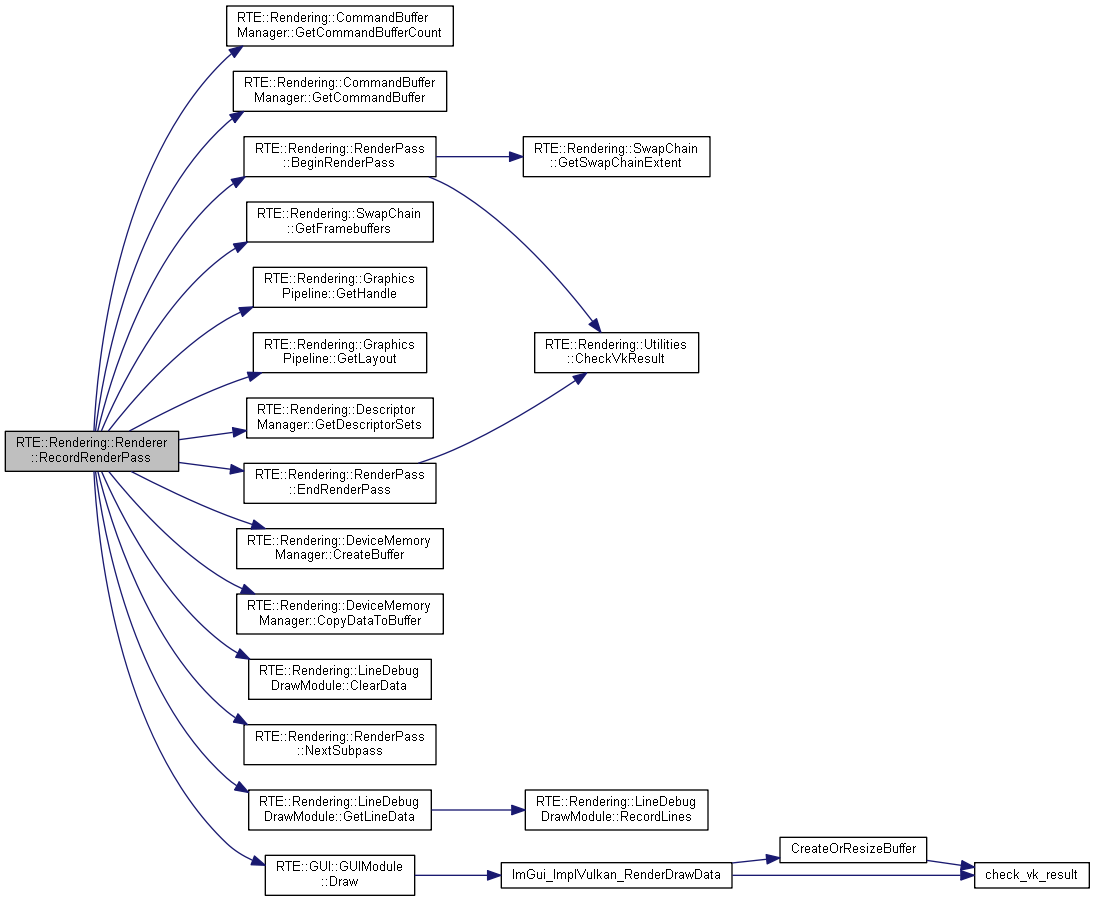 RTE::Rendering::CommandBuffer
Manager::GetCommandBufferCount
RTE::Rendering::CommandBuffer
Manager::GetCommandBuffer
RTE::Rendering::RenderPass
::BeginRenderPass
RTE::Rendering::SwapChain
::GetSwapChainExtent
RTE::Rendering::SwapChain
::GetFramebuffers
RTE::Rendering::Graphics
Pipeline::GetHandle
RTE::Rendering::Graphics
Pipeline::GetLayout
RTE::Rendering::Utilities
::CheckVkResult
RTE::Rendering::Descriptor
Manager::GetDescriptorSets
RTE::Rendering::Renderer
::RecordRenderPass
RTE::Rendering::RenderPass
::EndRenderPass
RTE::Rendering::DeviceMemory
Manager::CreateBuffer
RTE::Rendering::DeviceMemory
Manager::CopyDataToBuffer
RTE::Rendering::LineDebug
DrawModule::ClearData
RTE::Rendering::RenderPass
::NextSubpass
RTE::Rendering::LineDebug
DrawModule::GetLineData
RTE::Rendering::LineDebug
DrawModule::RecordLines
RTE::GUI::GUIModule
::Draw
ImGui_ImplVulkan_RenderDrawData
CreateOrResizeBuffer
check_vk_result